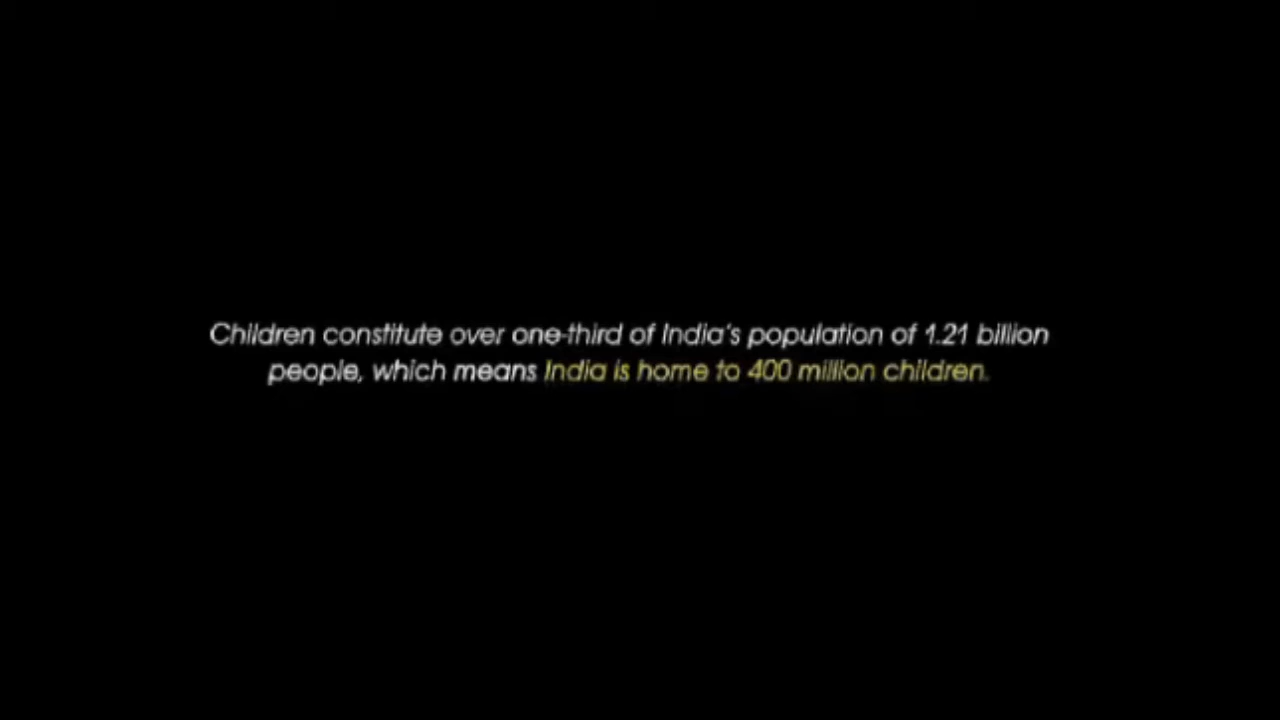 Children constitute over one-third of India's population of 1.21 billion
people, which means India is home to 400 million children.